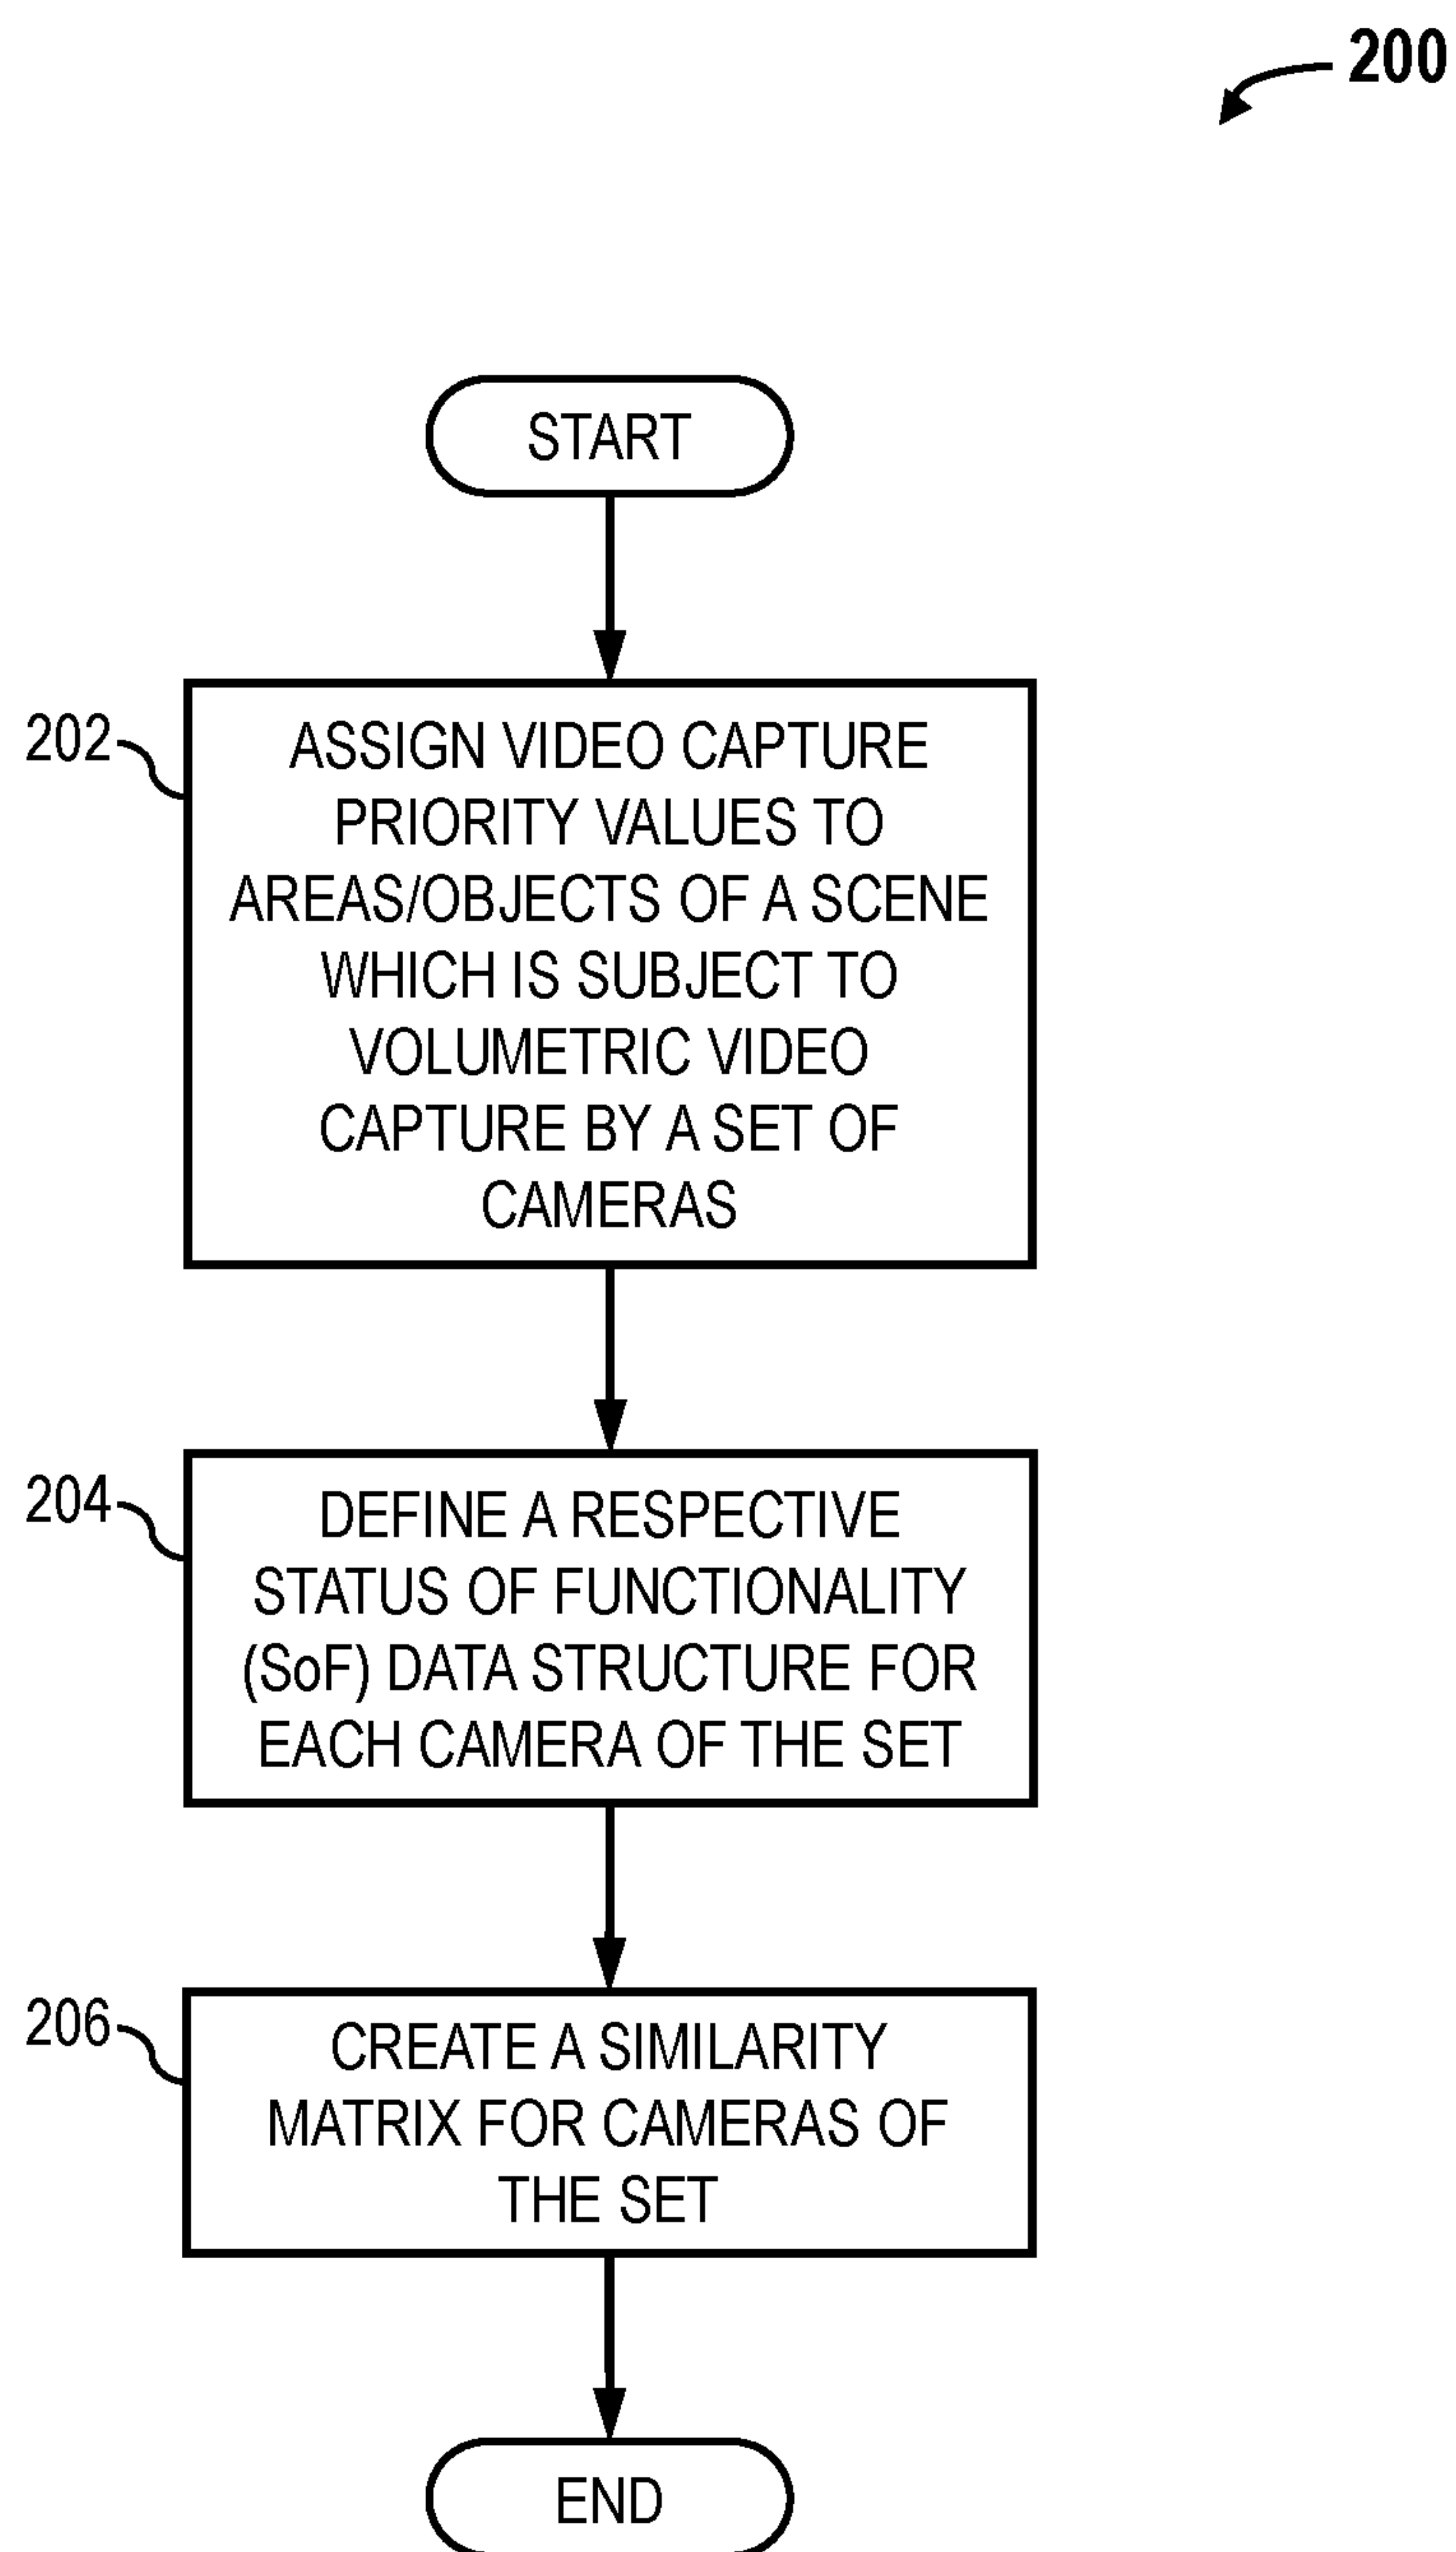 200
START
202
ASSIGN VIDEO CAPTURE
PRIORITY VALUES TO
AREAS/OBJECTS OF A SCENE
WHICH IS SUBJECT TO
VOLUMETRIC VIDEO
CAPTURE BY A SET OF
CAMERAS
204
DEFINE A RESPECTIVE
STATUS OF FUNCTIONALITY
(SoF) DATA STRUCTURE FOR
EACH CAMERA OF THE SET
206
CREATE A SIMILARITY
MATRIX FOR CAMERAS OF
THE SET
END